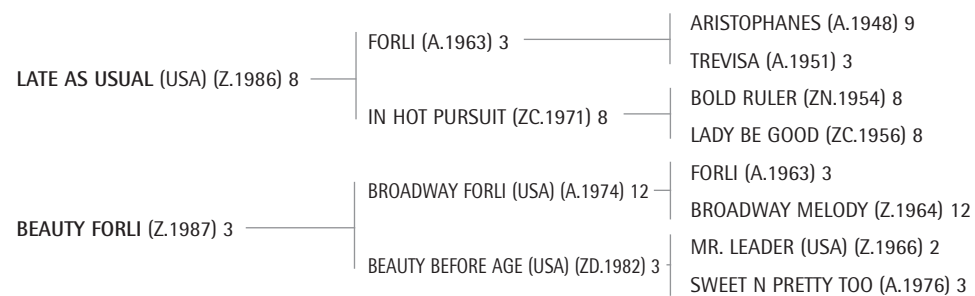 ARISTOPHANES (A.1948) 9
FORLI (A.1963) 3
TREVISA (A.1951) 3
LATE AS USUAL (USA) (Z.1986) 8
BOLD RULER (ZN.1954) 8
IN HOT PURSUIT (ZC.1971) 8
LADY BE GOOD (ZC.1956) 8
FORLI (A.1963) 3
BROADWAY FORLI (USA) (A.1974) 12
BROADWAY MELODY (Z.1964) 12
BEAUTY FORLI (Z.1987) 3
MR. LEADER (USA) (Z.1966) 2
BEAUTY BEFORE AGE (USA) (ZD.1982) 3
SWEET N PRETTY TOO (A.1976) 3